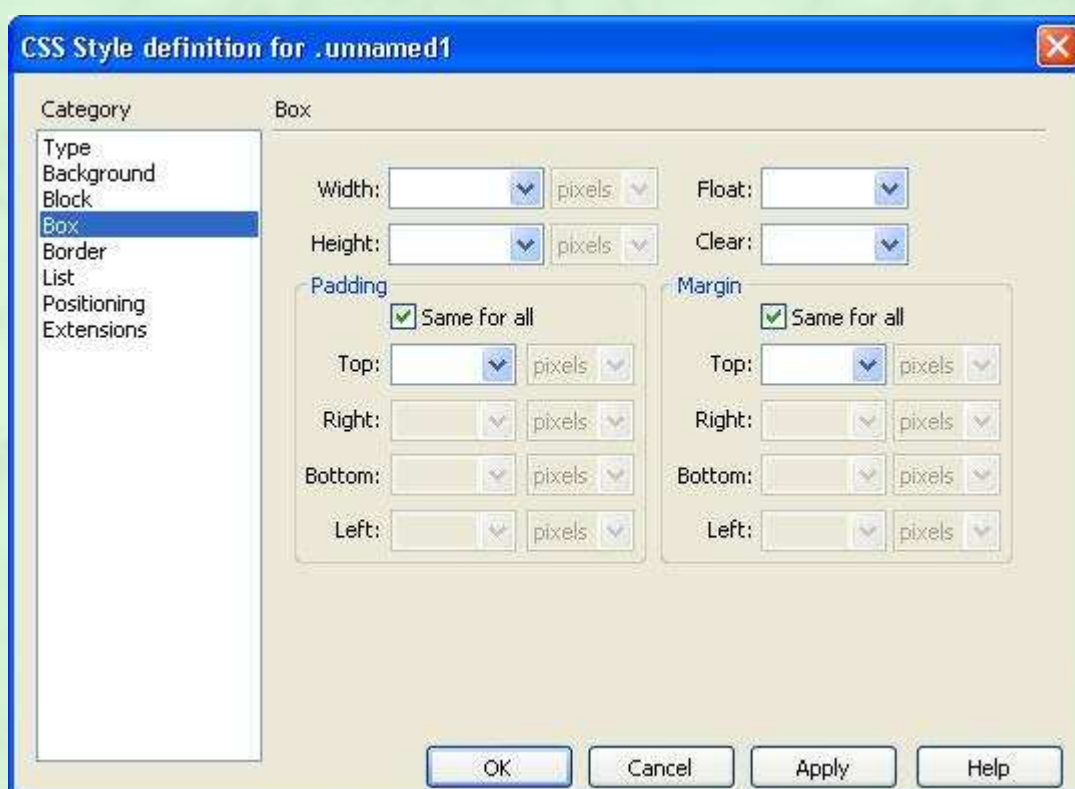 CSS Style definition for .unnamed1
Category
Type
Background
Block
Box
Border
List
Positioning
Extensions
Box
Width: pixels Float:
Height: pixels Clear:
Padding
Same for all
Top: pixels
Right: pixels
Bottom: pixels
Left: pixels
Margin
Same for all
Top: pixels
Right: pixels
Bottom: pixels
Left: pixels
OK Cancel Apply Help